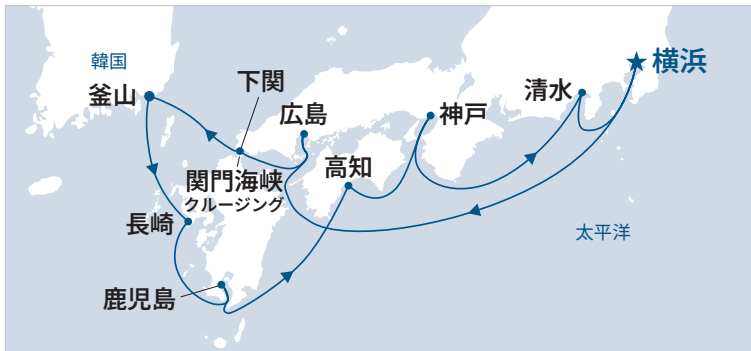 韓国
釜山
下関
広島
神戸
清水
横浜
高知
関門海峡
クルージング
長崎
太平洋
鹿児島